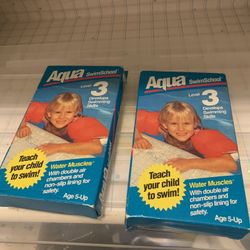 Aqua SwimSchool
Level 3
Develops
Swimming
Skills
Teach
your child
to swim!
Water Muscles
With double air
chambers and
non-slip lining for
safety.
Age 5-Up
Aqua SwimSchool
Level 3
Develops
Swimming
Skills
Teach
your child
to swim!
Water Muscles
With double air
chambers and
non-slip lining for
safety.
Age 5-Up